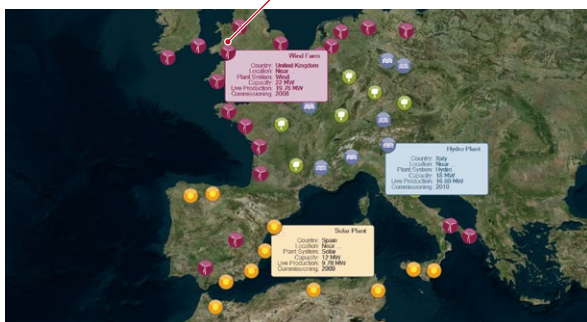 Wind Farm
Country: United Kingdom
Location: Near
Plant System: Wind
Capacity: 22 MW
Live Production: 19.78 MW
Commissioning: 2008
Hydro Plant
Country: Italy
Location: Near
Plant System: Hydro
Capacity: 18 MW
Live Production: 16.80 MW
Commissioning: 2010
Solar Plant
Country: Spain
Location: Near ...
Plant System: Solar
Capacity: 12 MW
Live Production: 9.78 MW
Commissioning: 2009